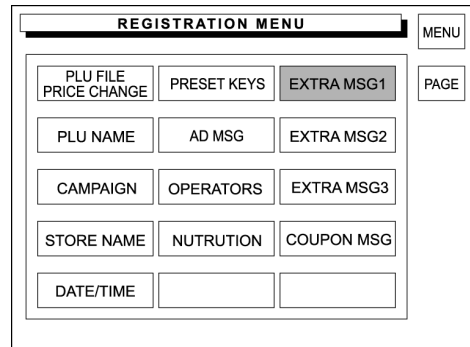 REGISTRATION MENU
MENU
PLU FILE
PRICE CHANGE
PRESET KEYS
EXTRA MSG1
PAGE
PLU NAME
AD MSG
EXTRA MSG2
CAMPAIGN
OPERATORS
EXTRA MSG3
STORE NAME
NUTRUTION
COUPON MSG
DATE/TIME